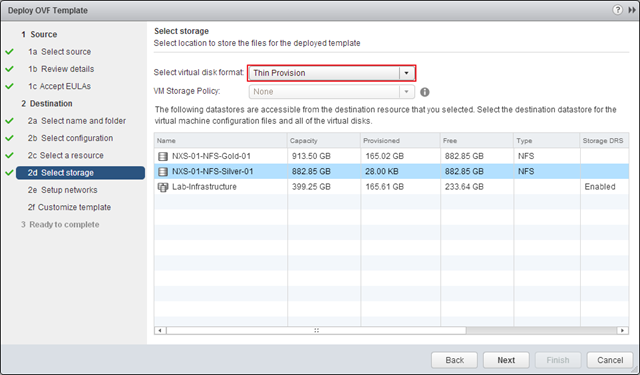 Deploy OVF Template
1 Source
1a Select source
1b Review details
1c Accept EULAs
2 Destination
2a Select name and folder
2b Select configuration
2c Select a resource
2d Select storage
2e Setup networks
2f Customize template
3 Ready to complete
Select storage
Select location to store the files for the deployed template
Select virtual disk format: Thin Provision
VM Storage Policy: None
The following datastores are accessible from the destination resource that you selected. Select the destination datastore for the
virtual machine configuration files and all of the virtual disks.
Name Capacity Provisioned Free Type Storage DRS
NXS-01-NFS-Gold-01 913.50 GB 165.02 GB 882.85 GB NFS
NXS-01-NFS-Silver-01 882.85 GB 28.00 KB 882.85 GB NFS
Lab-Infrastructure 399.25 GB 165.61 GB 233.64 GB Enabled
Back Next Finish Cancel